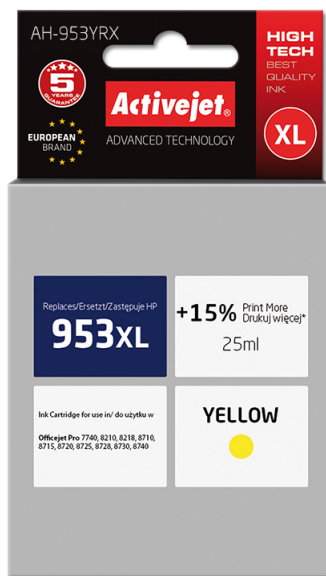 AH-953YRX
HIGH
TECH
BEST
QUALITY
INK
5
YEARS
GUARANTEE
Activejet®
EUROPEAN
BRAND
ADVANCED TECHNOLOGY
XL
Replaces/Ersetzt/Zastępuje HP
953XL
+15% Print More
Drukuj więcej*
25ml
Ink Cartridge for use in/ do użytku w
Officejet Pro 7740, 8210, 8218, 8710,
8715, 8720, 8725, 8728, 8730, 8740
YELLOW